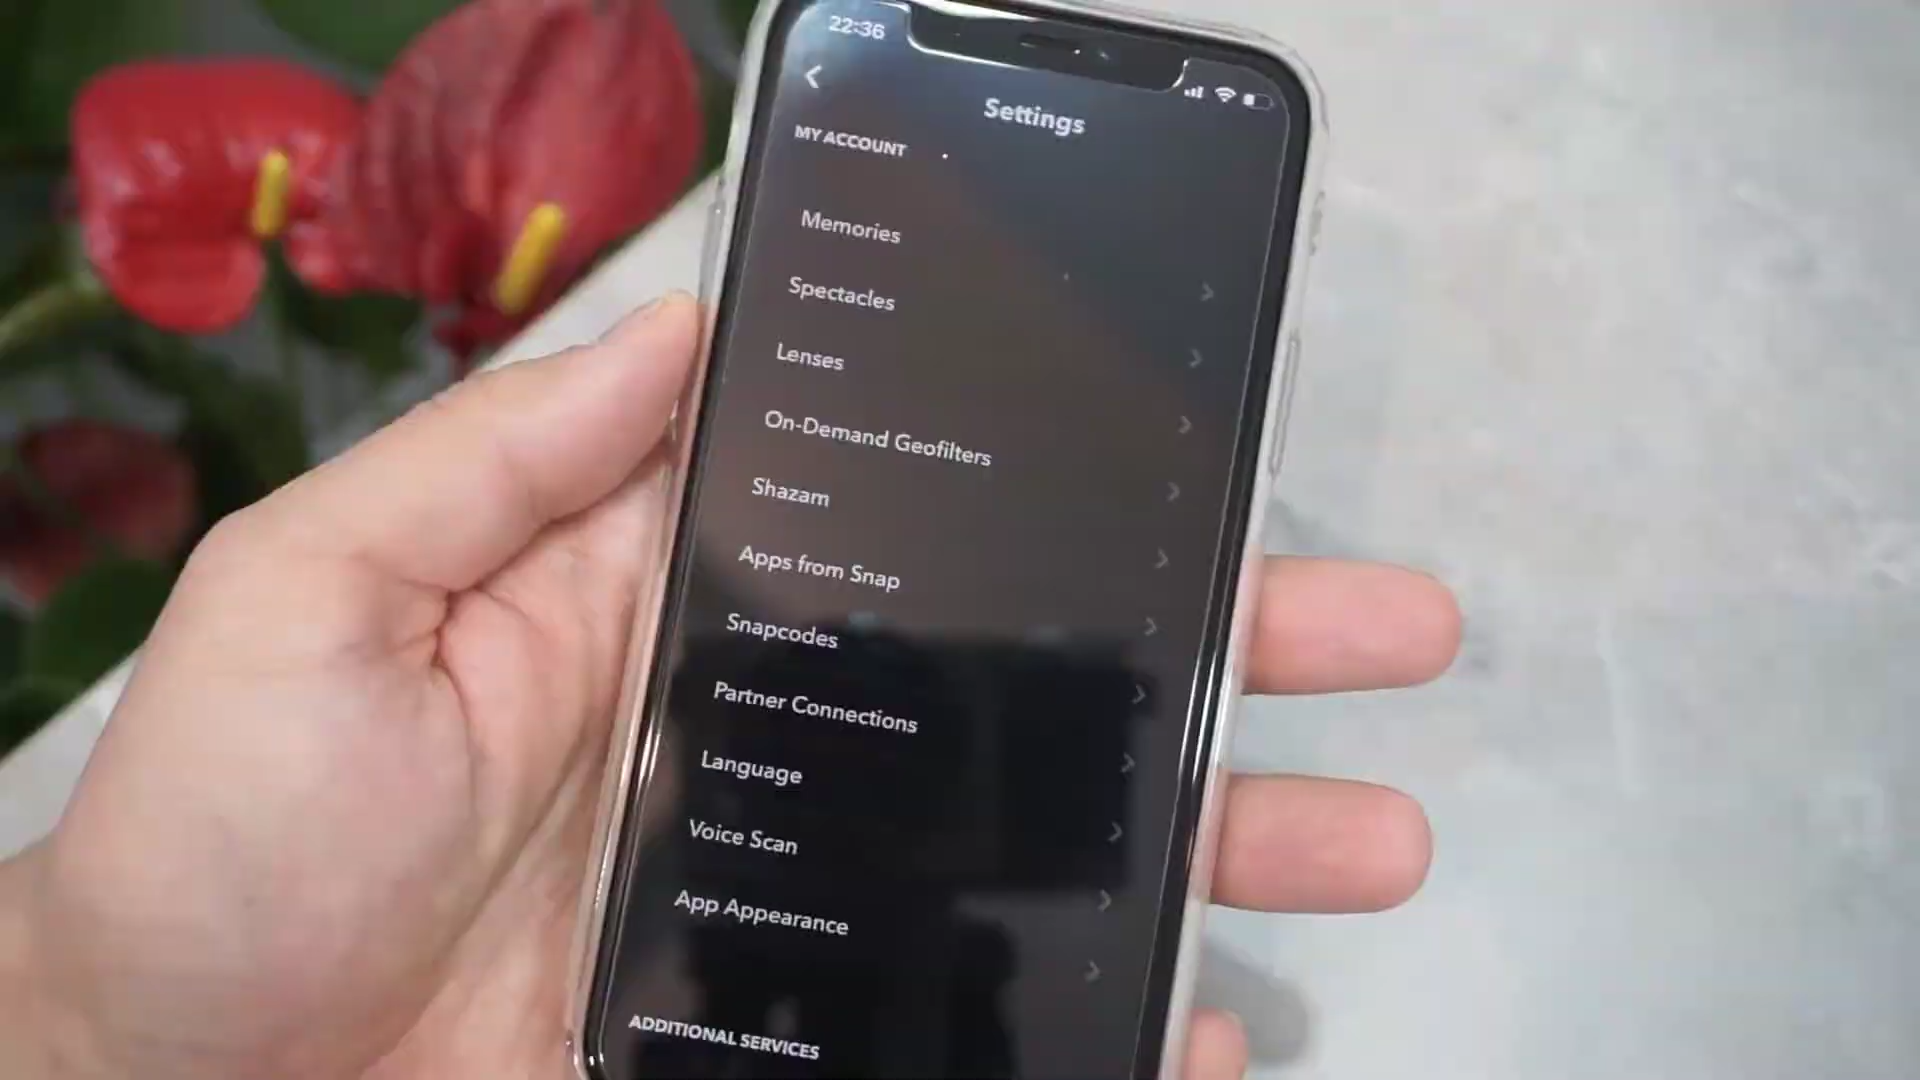 22:36
Settings
MY ACCOUNT
Memories
Spectacles
Lenses
On-Demand Geofilters
Shazam
Apps from Snap
Snapcodes
Partner Connections
Language
Voice Scan
App Appearance
ADDITIONAL SERVICES